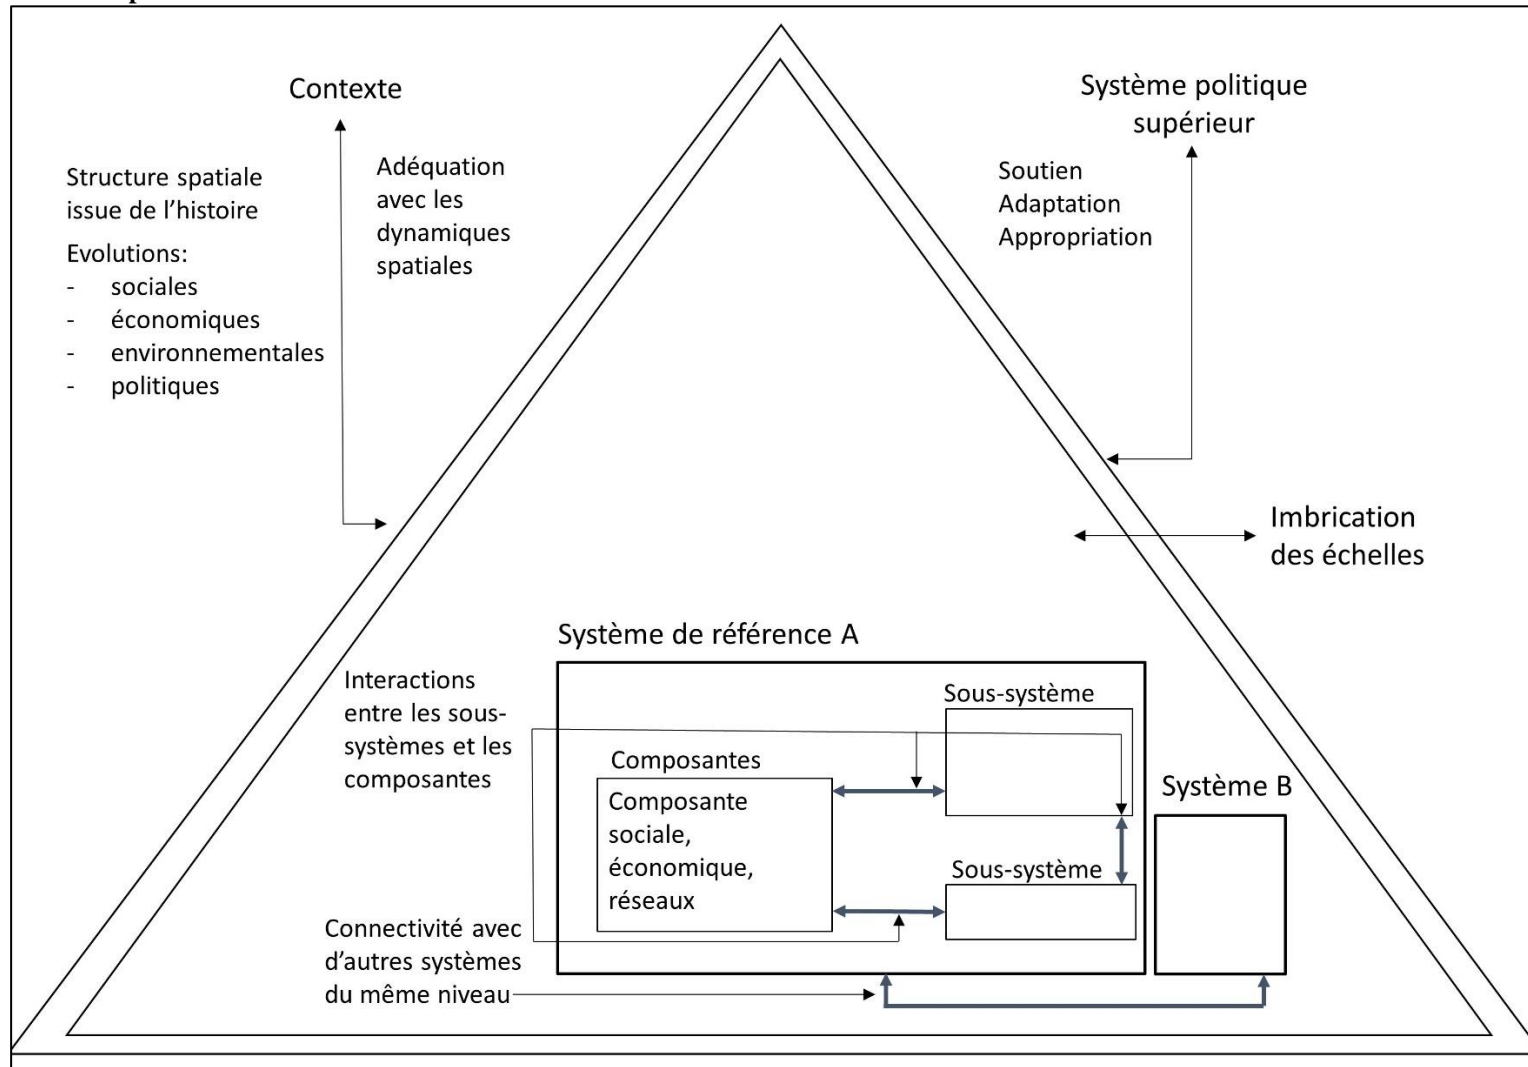 Contexte
Structure spatiale
issue de l’histoire
Evolutions:
- sociales
- économiques
- environnementales
- politiques
Adéquation
avec les
dynamiques
spatiales
Système politique
supérieur
Soutien
Adaptation
Appropriation
Imbrication
des échelles
Système de référence A
Interactions
entre les sous-
systèmes et les
composantes
Composantes
Composante
sociale,
économique,
réseaux
Sous-système
Sous-système
Système B
Connectivité avec
d’autres systèmes
du même niveau